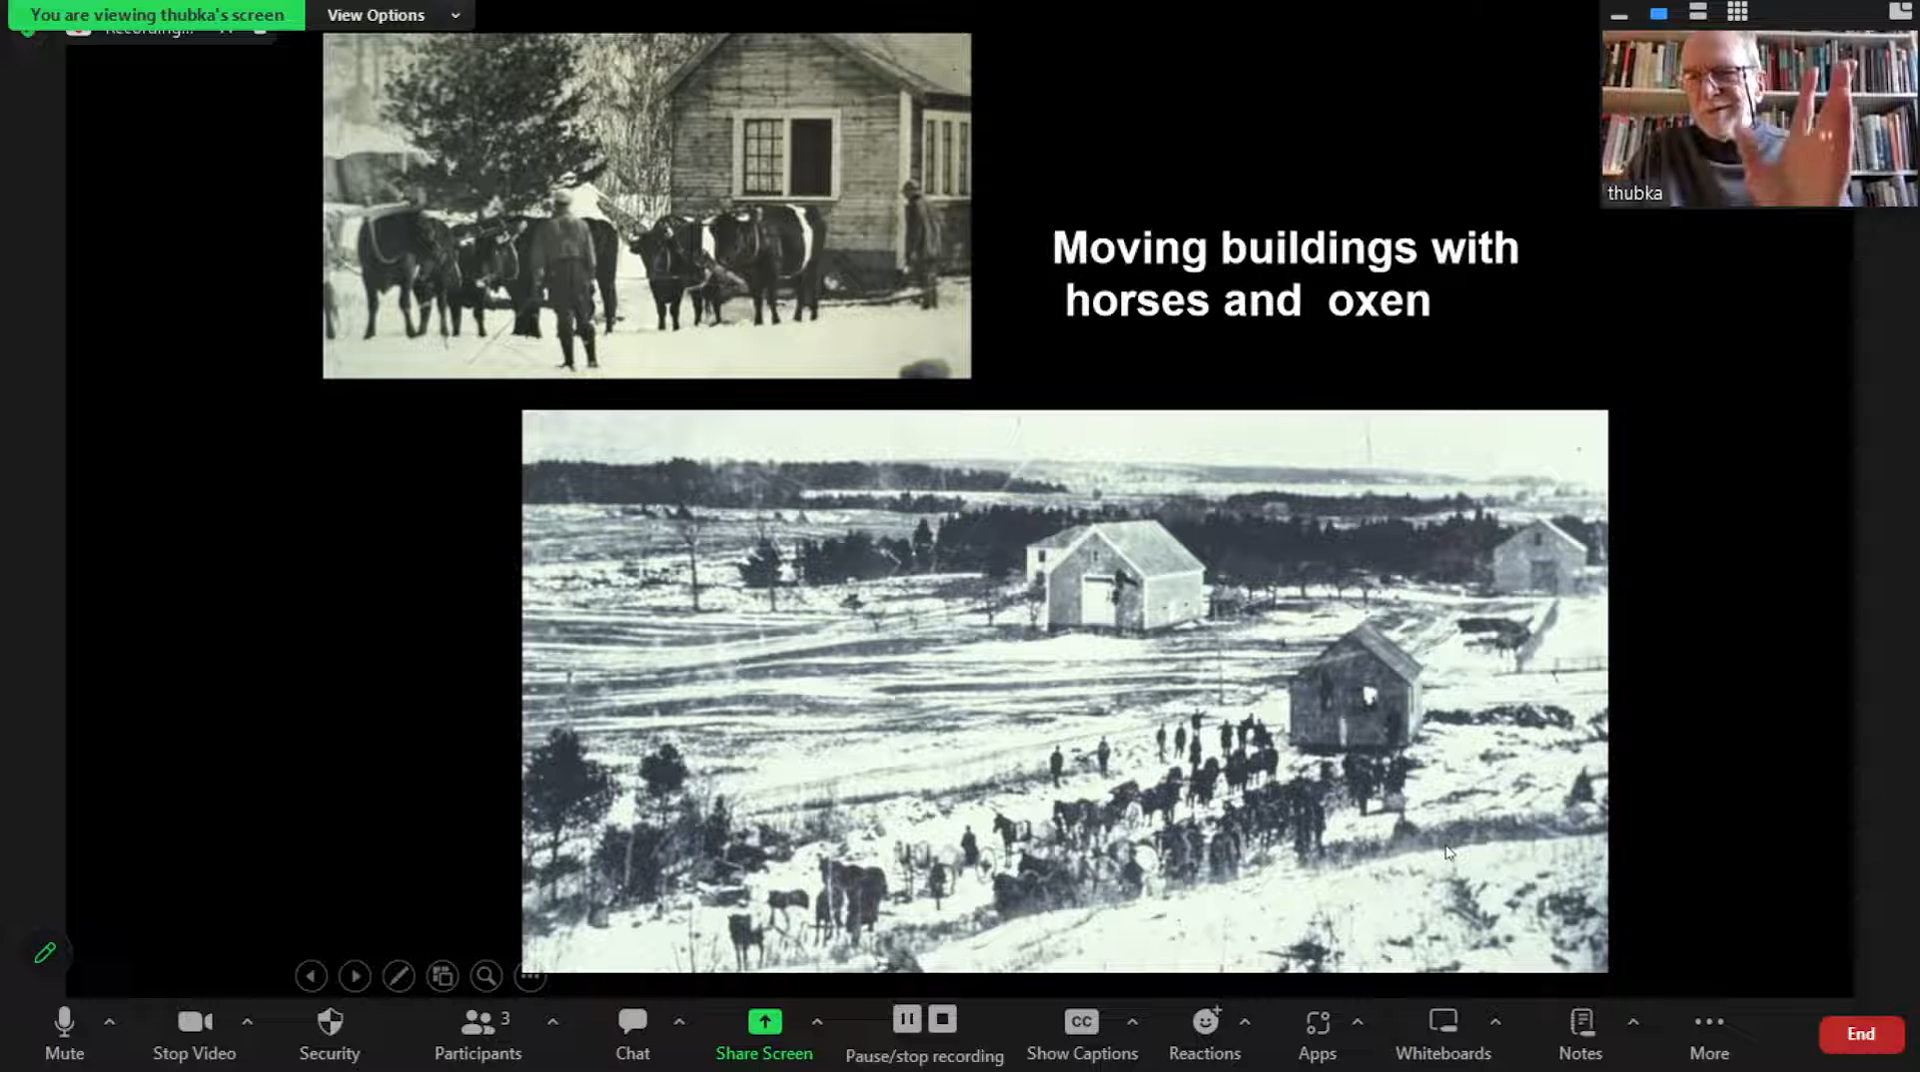 You are viewing thubka's screen
View Options
Recording...
thubka
Moving buildings with
horses and oxen
Mute
Stop Video
Security
3
Participants
Chat
Share Screen
Pause/stop recording
CC
Show Captions
Reactions
Apps
Whiteboards
Notes
More
End